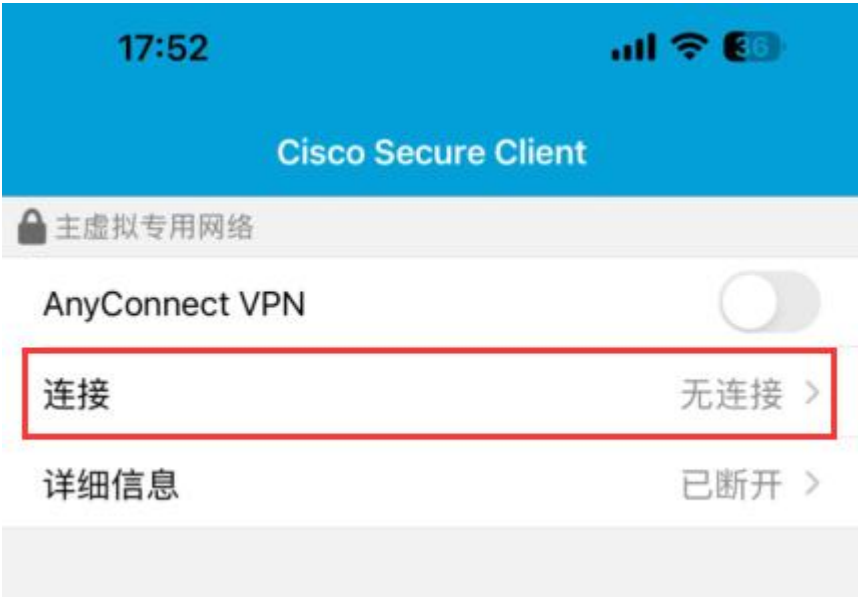 17:52
36
Cisco Secure Client
主虚拟专用网络
AnyConnect VPN
连接 无连接
详细信息 已断开